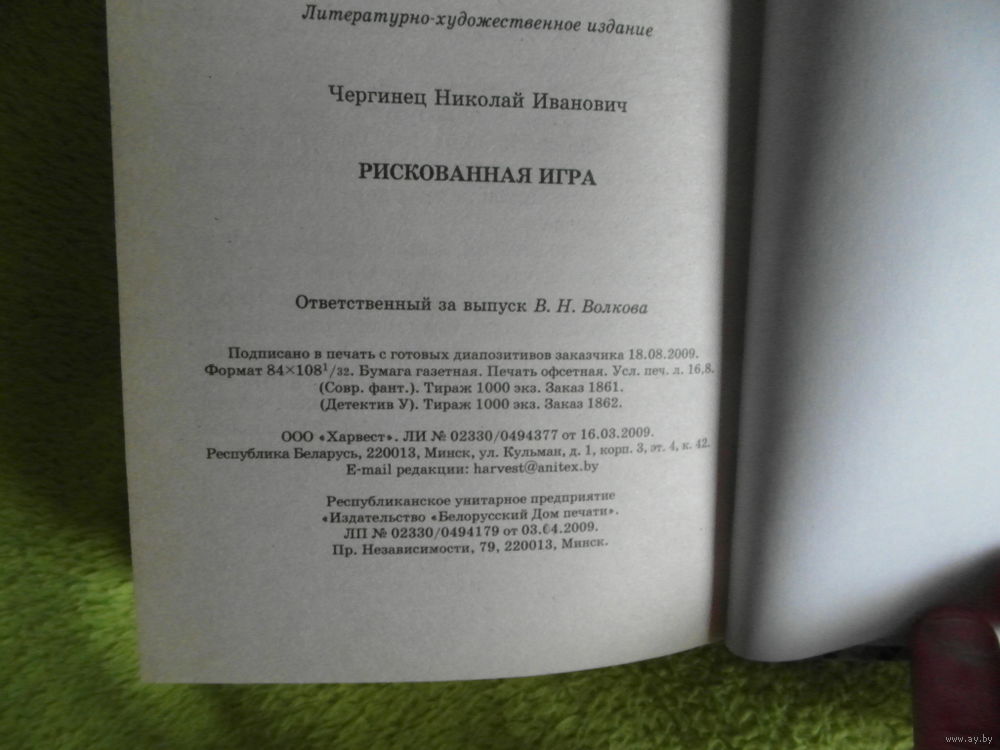 Литературно-художественное издание
Чергинец Николай Иванович
РИСКОВАННАЯ ИГРА
Ответственный за выпуск В. Н. Волкова
Подписано в печать с готовых диапозитивов заказчика 18.08.2009.
Формат 84×108¹/32. Бумага газетная. Печать офсетная. Усл. печ. л. 16,8.
(Совр. фант.). Тираж 1000 экз. Заказ 1861.
(Детектив У). Тираж 1000 экз. Заказ 1862.
ООО «Харвест». ЛИ № 02330/0494377 от 16.03.2009.
Республика Беларусь, 220013, Минск, ул. Кульман, д. 1, корп. 3, эт. 4, к. 42.
E-mail редакции: harvest@anitex.by
Республиканское унитарное предприятие
«Издательство «Белорусский Дом печати».
ЛП № 02330/0494179 от 03.04.2009.
Пр. Независимости, 79, 220013, Минск.
www.ay.by